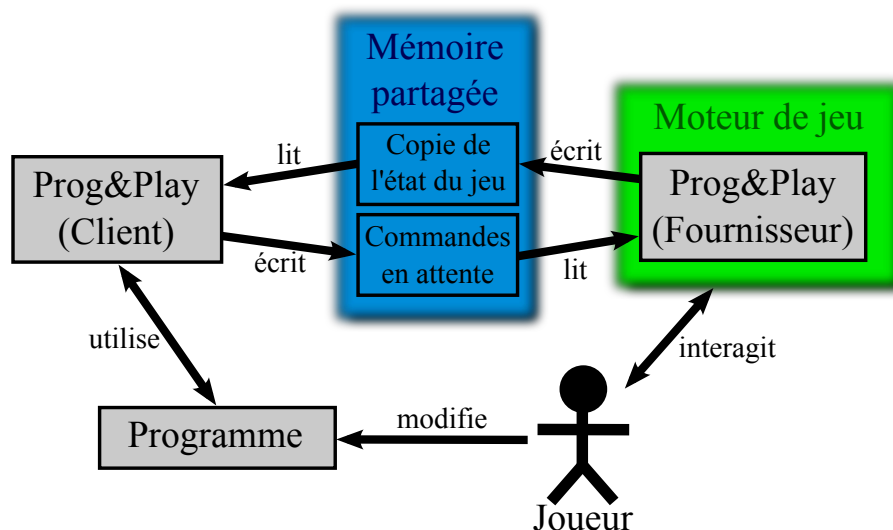 Mémoire
partagée
Moteur de jeu
Copie de
l'état du jeu
lit
écrit
Prog&Play
(Client)
Prog&Play
(Fournisseur)
Commandes
en attente
écrit
lit
utilise
interagit
Programme
modifie
Joueur